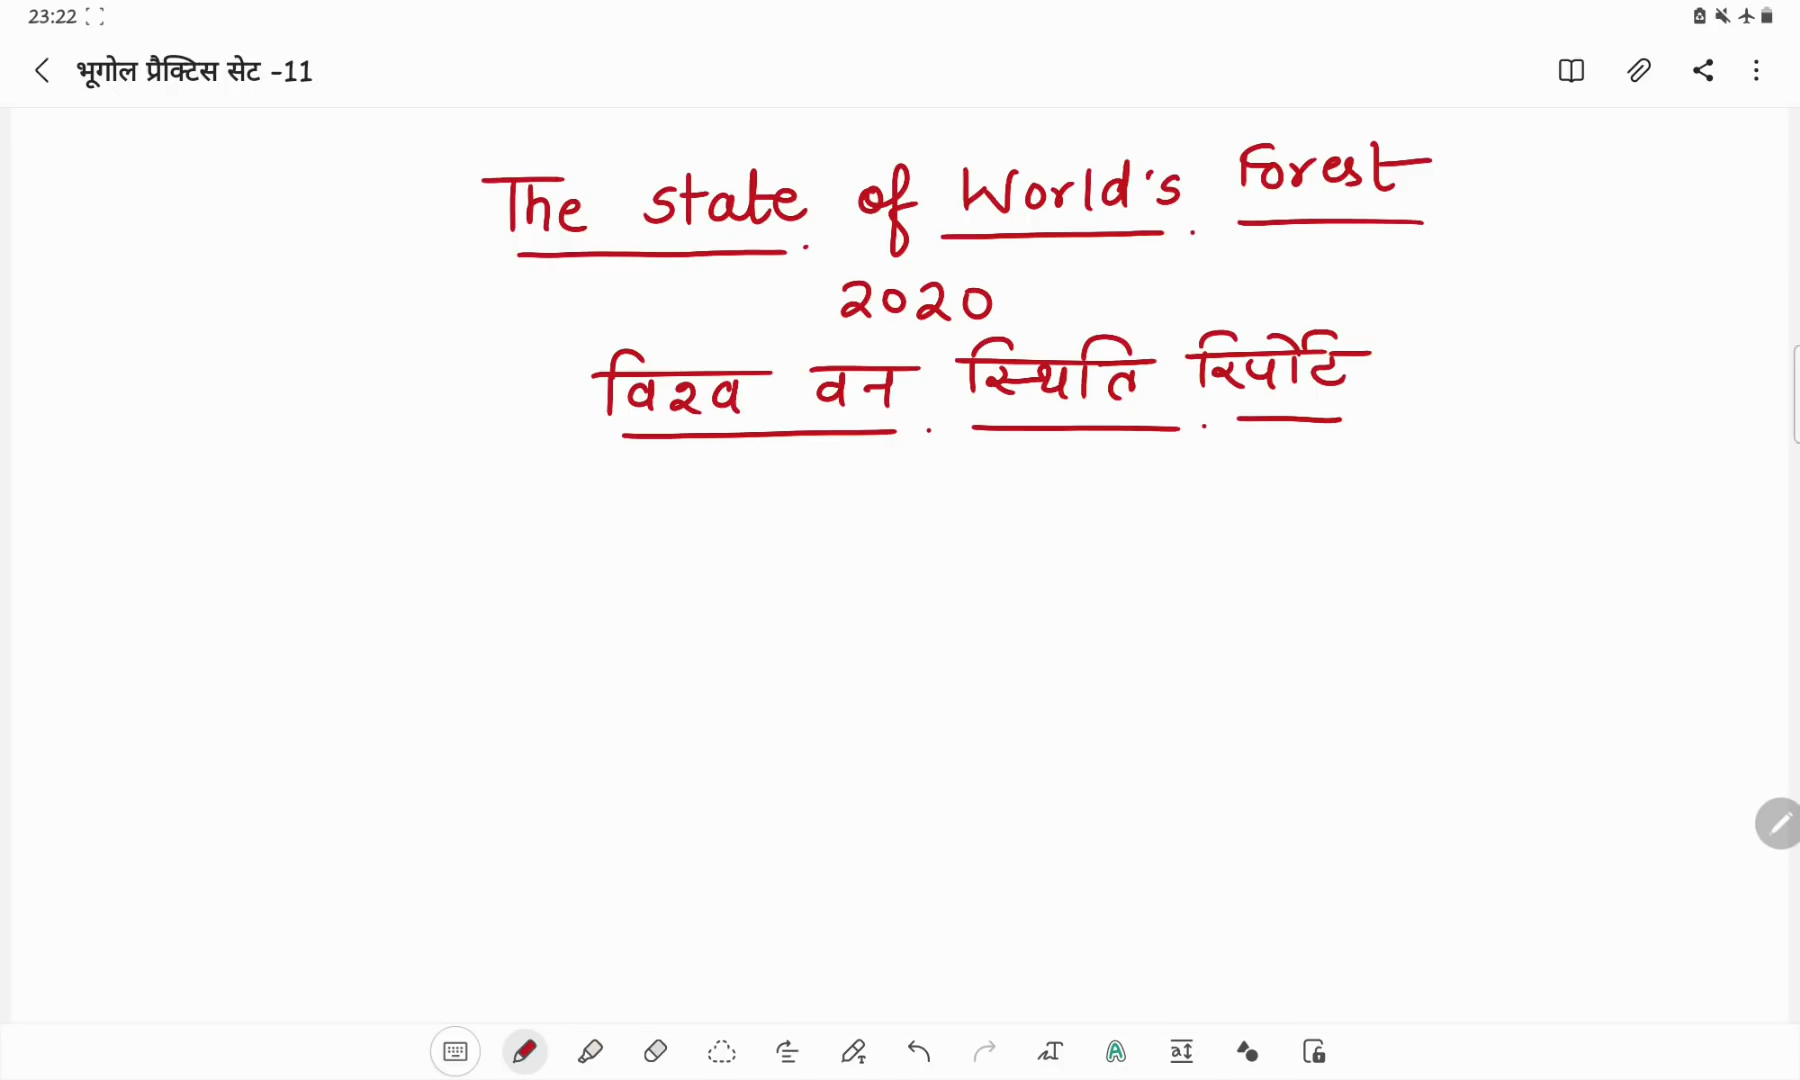 23:22
भूगोल प्रैक्टिस सेट -11
The state of World's Forest
2020
विश्व वन स्थिति रिपोर्ट